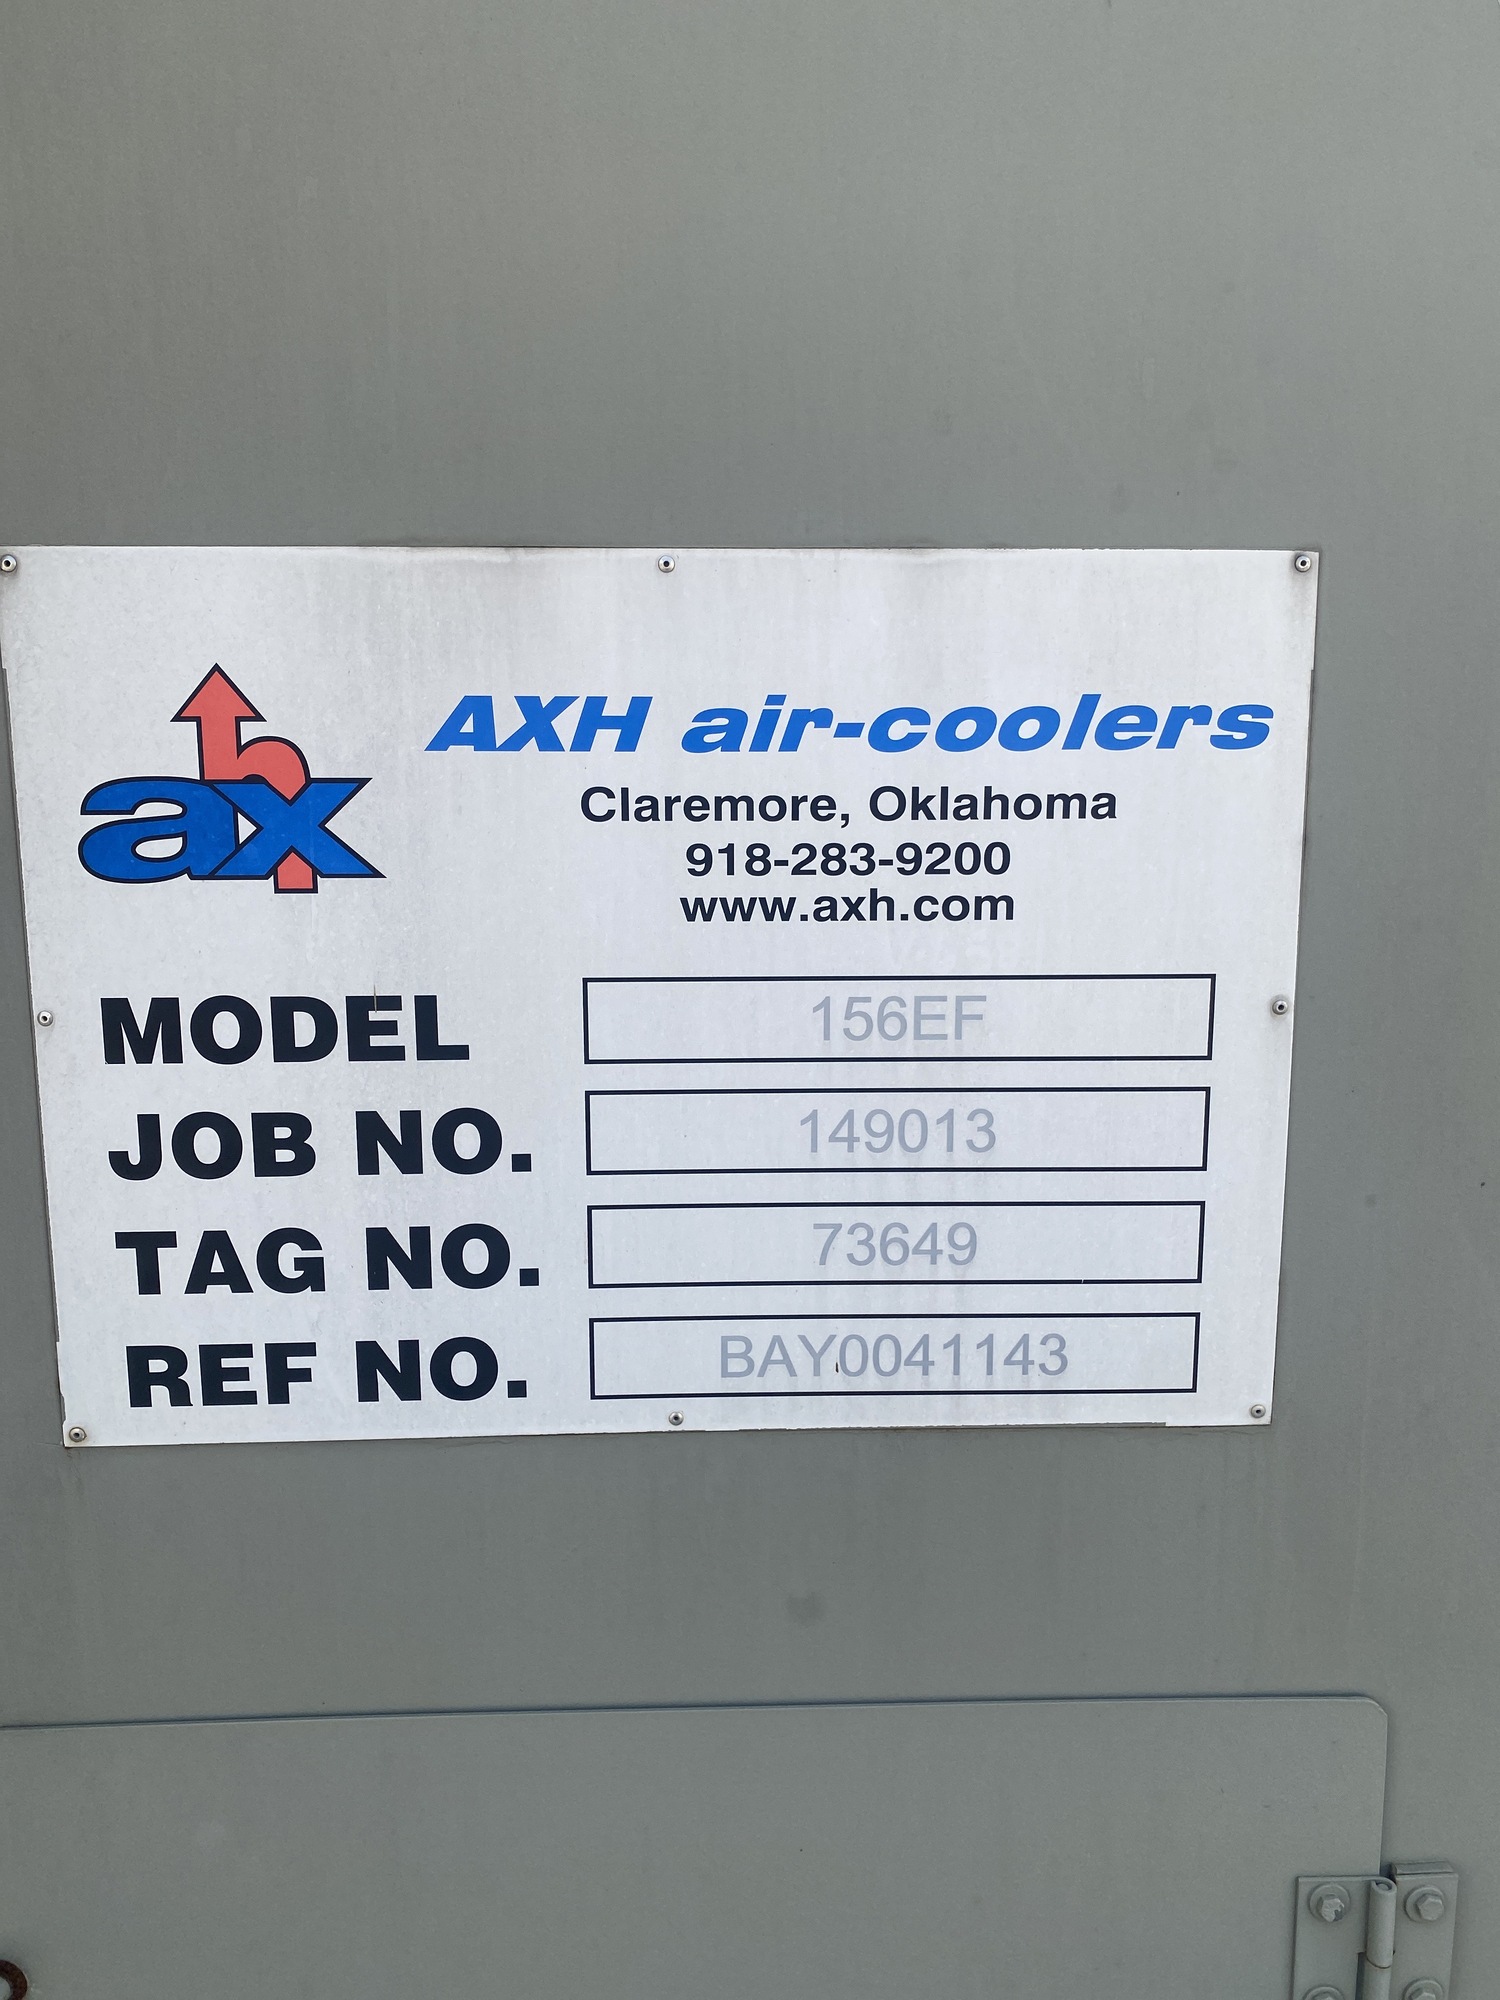 axh
AXH air-coolers
Claremore, Oklahoma
918-283-9200
www.axh.com
MODEL 156EF
JOB NO. 149013
TAG NO. 73649
REF NO. BAY0041143